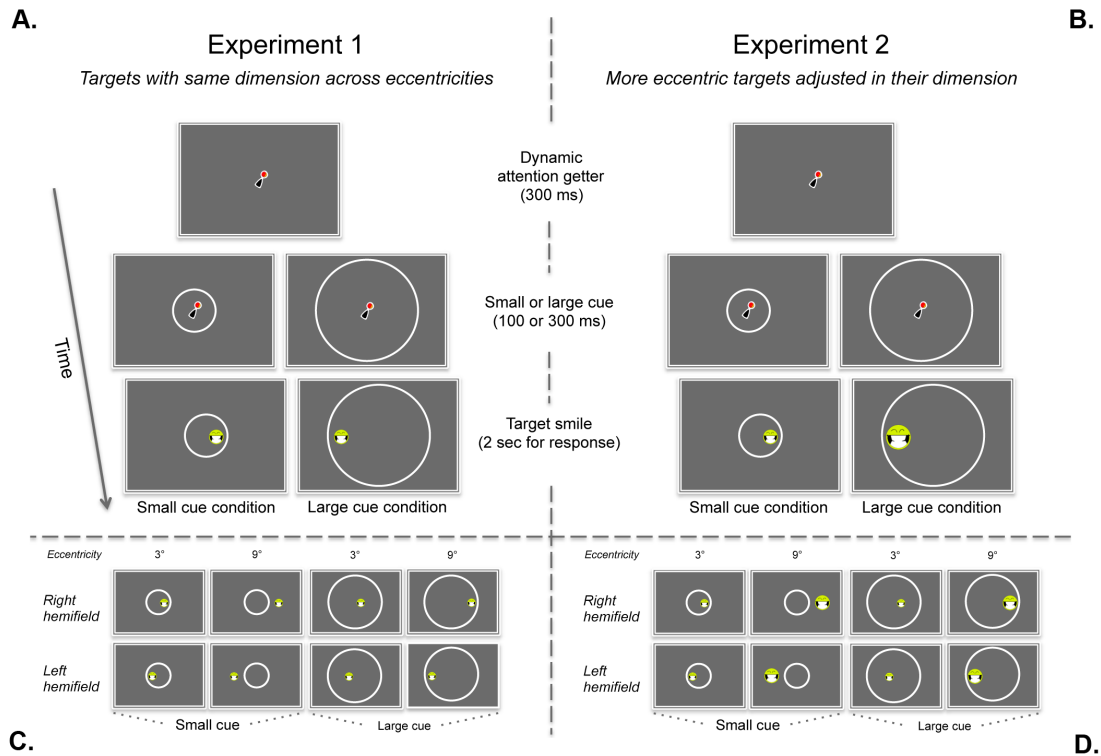 A.
B.
Experiment 1
Experiment 2
Targets with same dimension across eccentricities
More eccentric targets adjusted in their dimension
Dynamic
attention getter
(300 ms)
Small or large cue
(100 or 300 ms)
Time
Target smile
(2 sec for response)
Small cue condition
Large cue condition
Small cue condition
Large cue condition
Eccentricity
3°
9°
3°
9°
Right
hemifield
Left
hemifield
Small cue
Large cue
Eccentricity
3°
9°
3°
9°
Right
hemifield
Left
hemifield
Small cue
Large cue
C.
D.